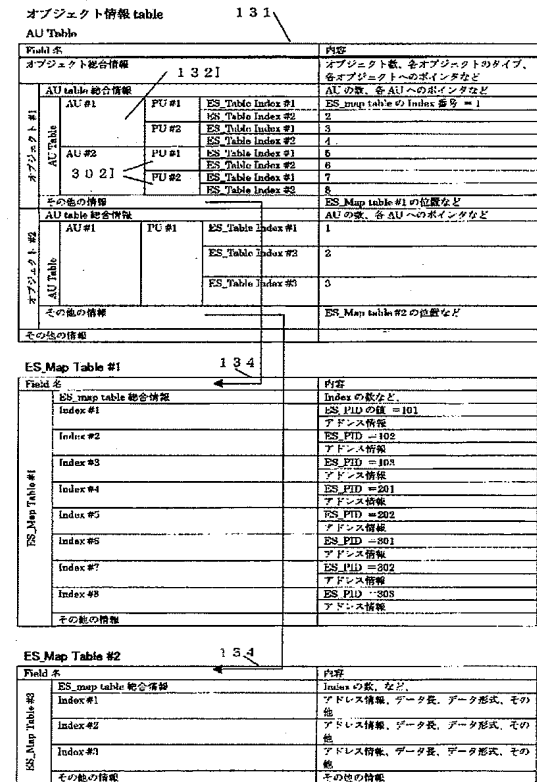 オブジェクト情報 table
131
AU Table
Field 名 内容
オブジェクト総合情報 オブジェクト数、各オブジェクトのタイプ、各オブジェクトへのポインタなど
132I
オブジェクト #1
AU Table
AU table 総合情報 AU の数、各 AU へのポインタなど
AU #1 PU #1 ES_Table Index #1 ES_map table の Index 番号 = 1
ES_Table Index #2 2
PU #2 ES_Table Index #1 3
ES_Table Index #2 4
AU #2 PU #1 ES_Table Index #1 5
ES_Table Index #2 6
302I
PU #2 ES_Table Index #1 7
ES_Table Index #2 8
その他の情報 ES_Map table #1 の位置など
オブジェクト #2
AU Table
AU table 総合情報 AU の数、各 AU へのポインタなど
AU #1 PU #1 ES_Table Index #1 1
ES_Table Index #2 2
ES_Table Index #3 3
その他の情報 ES_Map table #2 の位置など
その他の情報
ES_Map Table #1
134
Field 名 内容
ES_Map Table #1
ES_map table 総合情報 Index の数など、
Index #1 ES_PID の値 =101
アドレス情報
Index #2 ES_PID =102
アドレス情報
Index #3 ES_PID =103
アドレス情報
Index #4 ES_PID =201
アドレス情報
Index #5 ES_PID =202
アドレス情報
Index #6 ES_PID =301
アドレス情報
Index #7 ES_PID =302
アドレス情報
Index #8 ES_PID =303
アドレス情報
その他の情報
ES_Map Table #2
134
Field 名 内容
ES_Map Table #2
ES_map table 総合情報 Index の数、など、
Index #1 アドレス情報、データ長、データ形式、その他
Index #2 アドレス情報、データ長、データ形式、その他
Index #3 アドレス情報、データ長、データ形式、その他
その他の情報 その他の情報